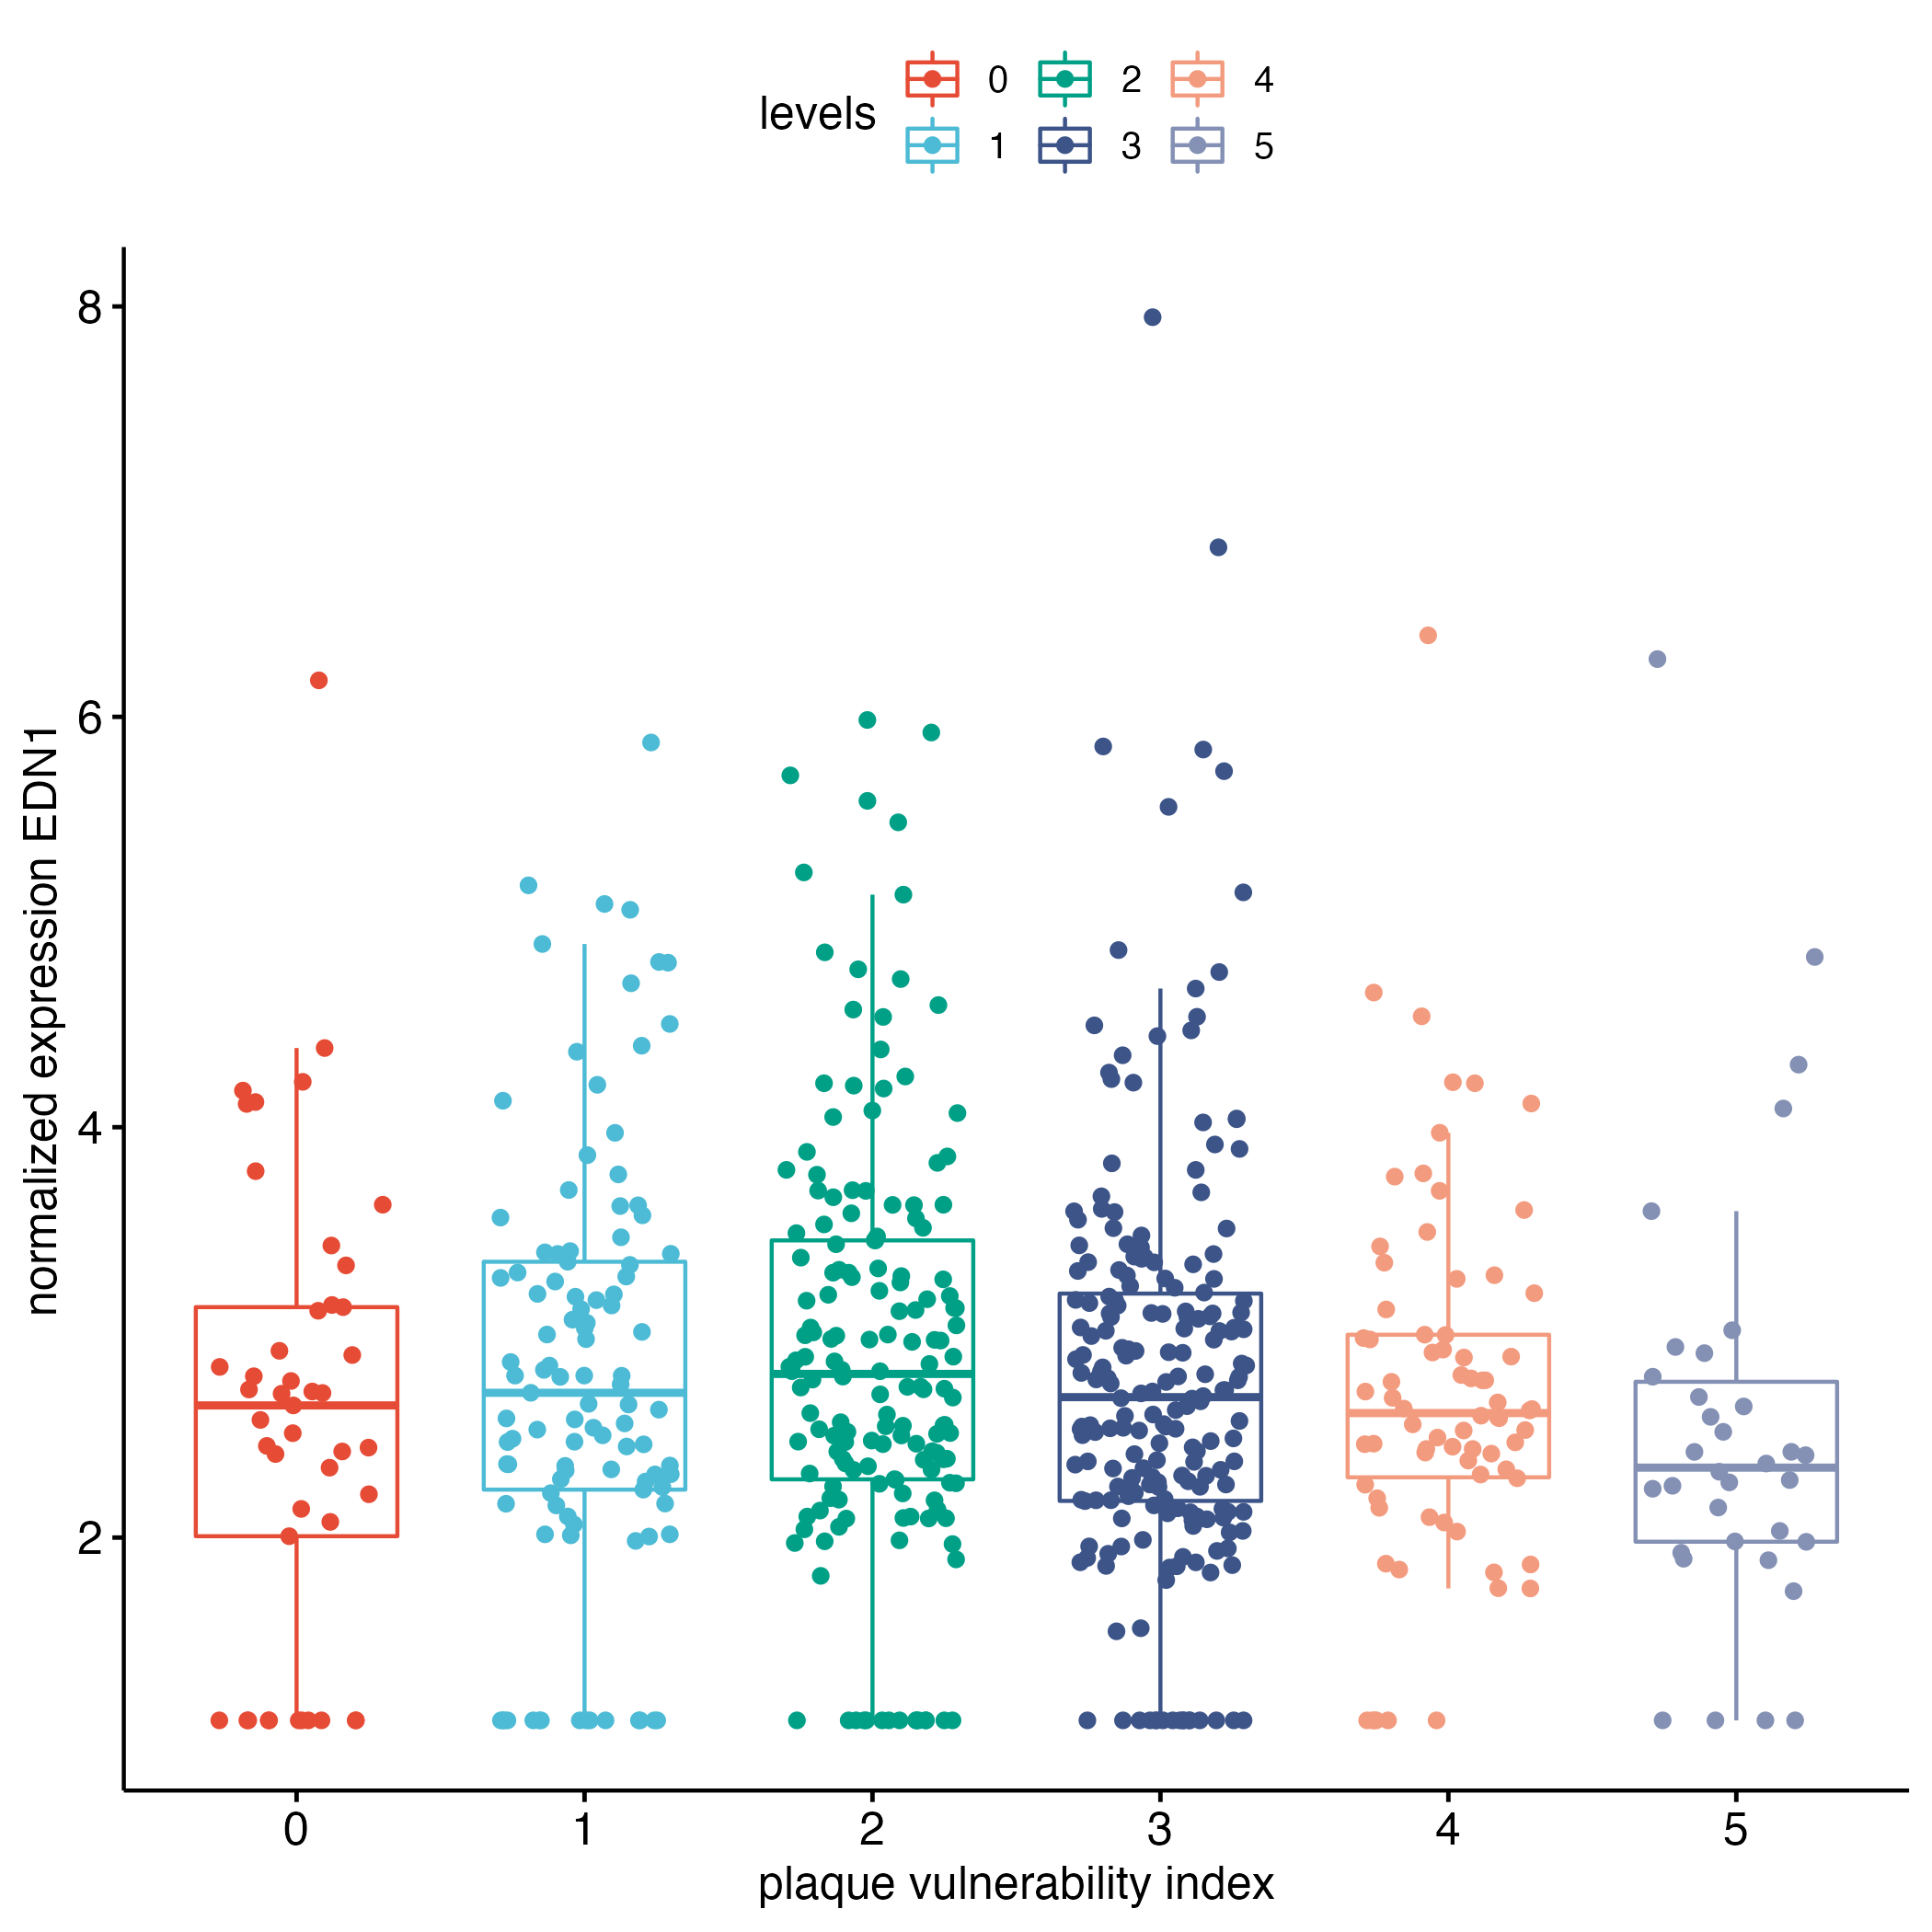 levels
0 2 4
1 3 5
normalized expression EDN1
8
6
4
2
0 1 2 3 4 5
plaque vulnerability index